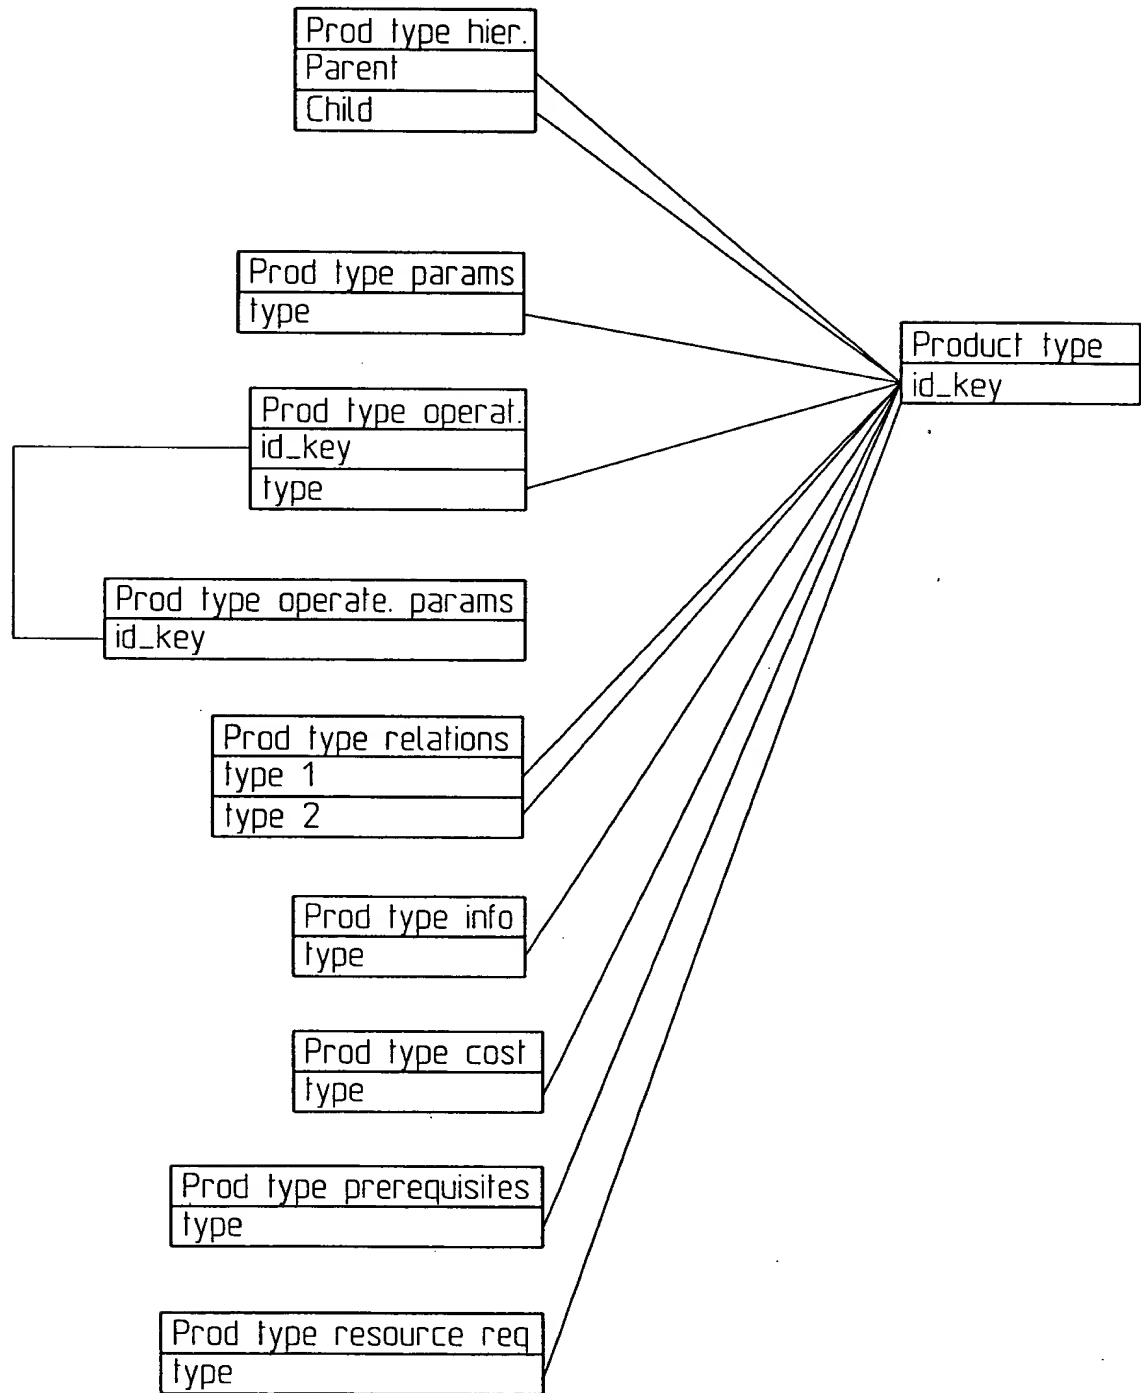 Prod type hier.
Parent
Child
Prod type params
type
Product type
id_key
Prod type operat.
id_key
type
Prod type operate. params
id_key
Prod type relations
type 1
type 2
Prod type info
type
Prod type cost
type
Prod type prerequisites
type
Prod type resource req
type